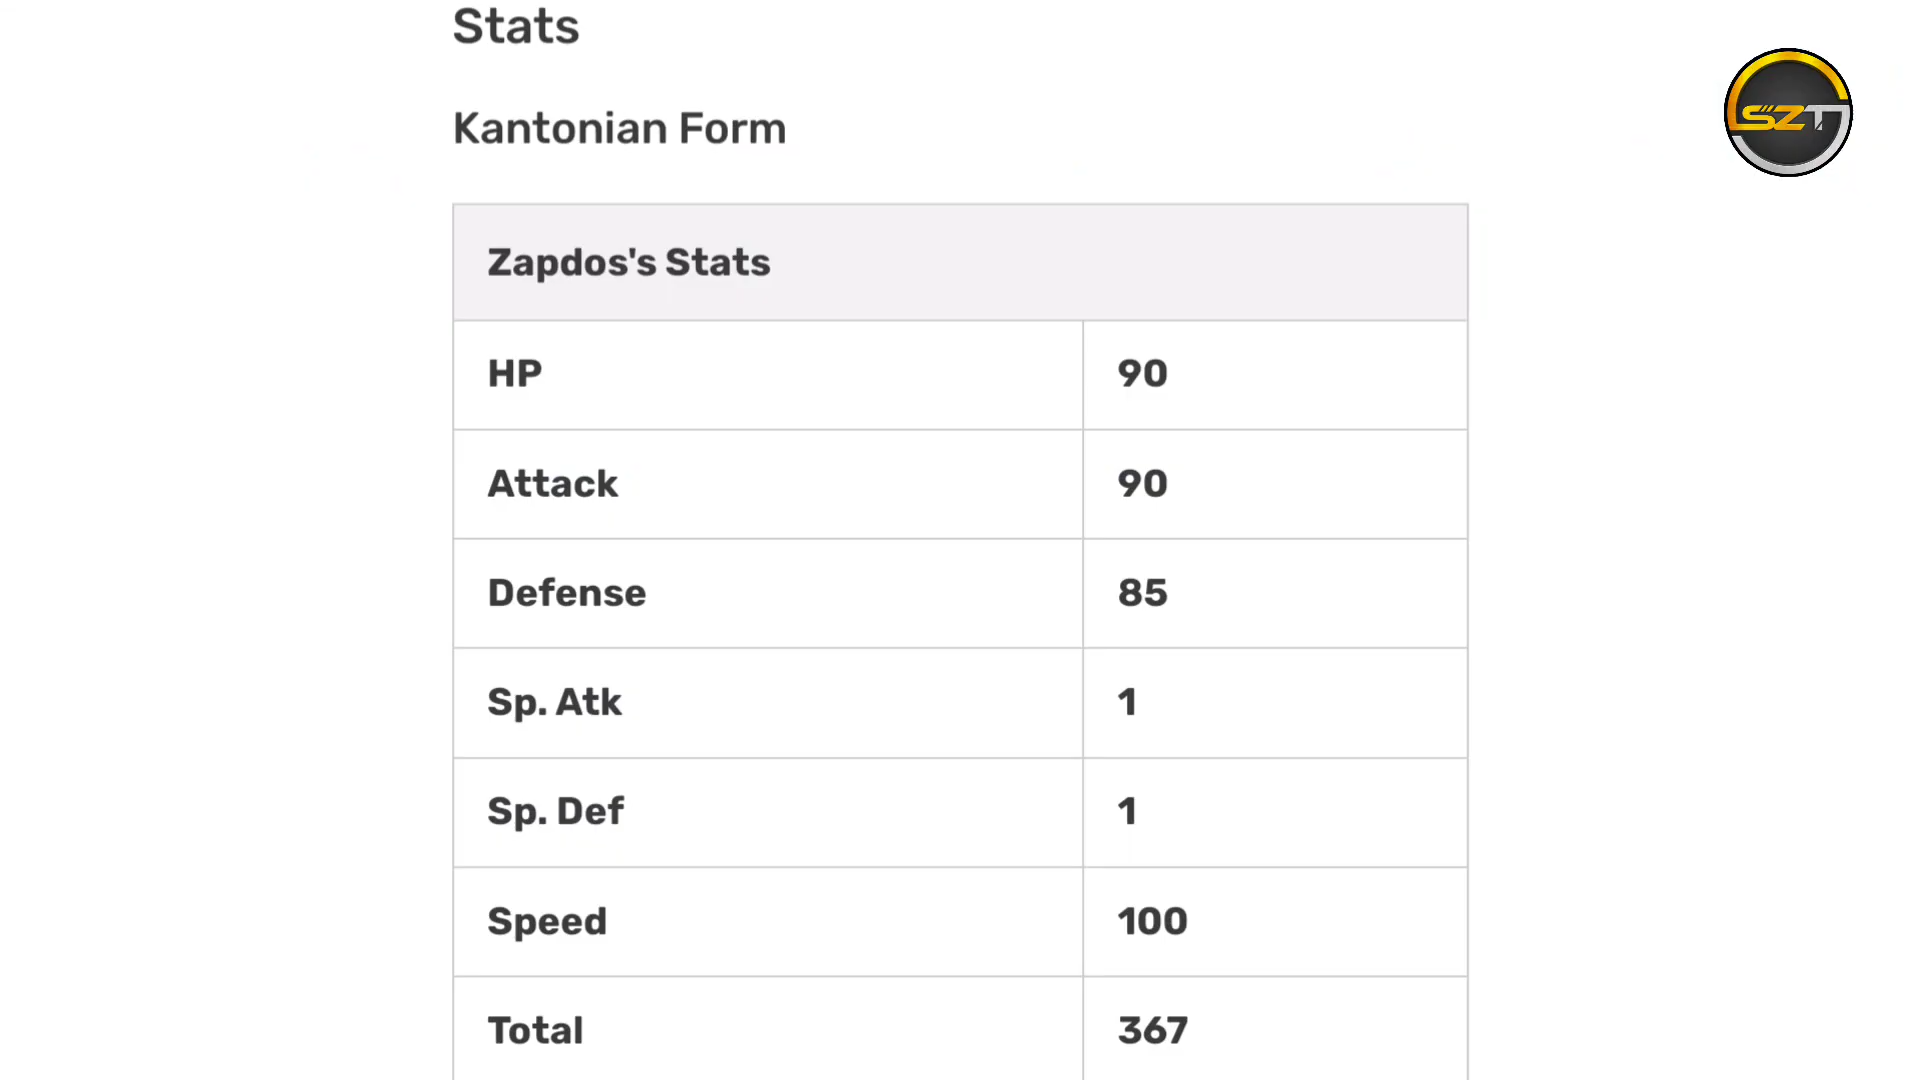 Stats
SZT
Kantonian Form
Zapdos's Stats
HP 90
Attack 90
Defense 85
Sp. Atk 1
Sp. Def 1
Speed 100
Total 367